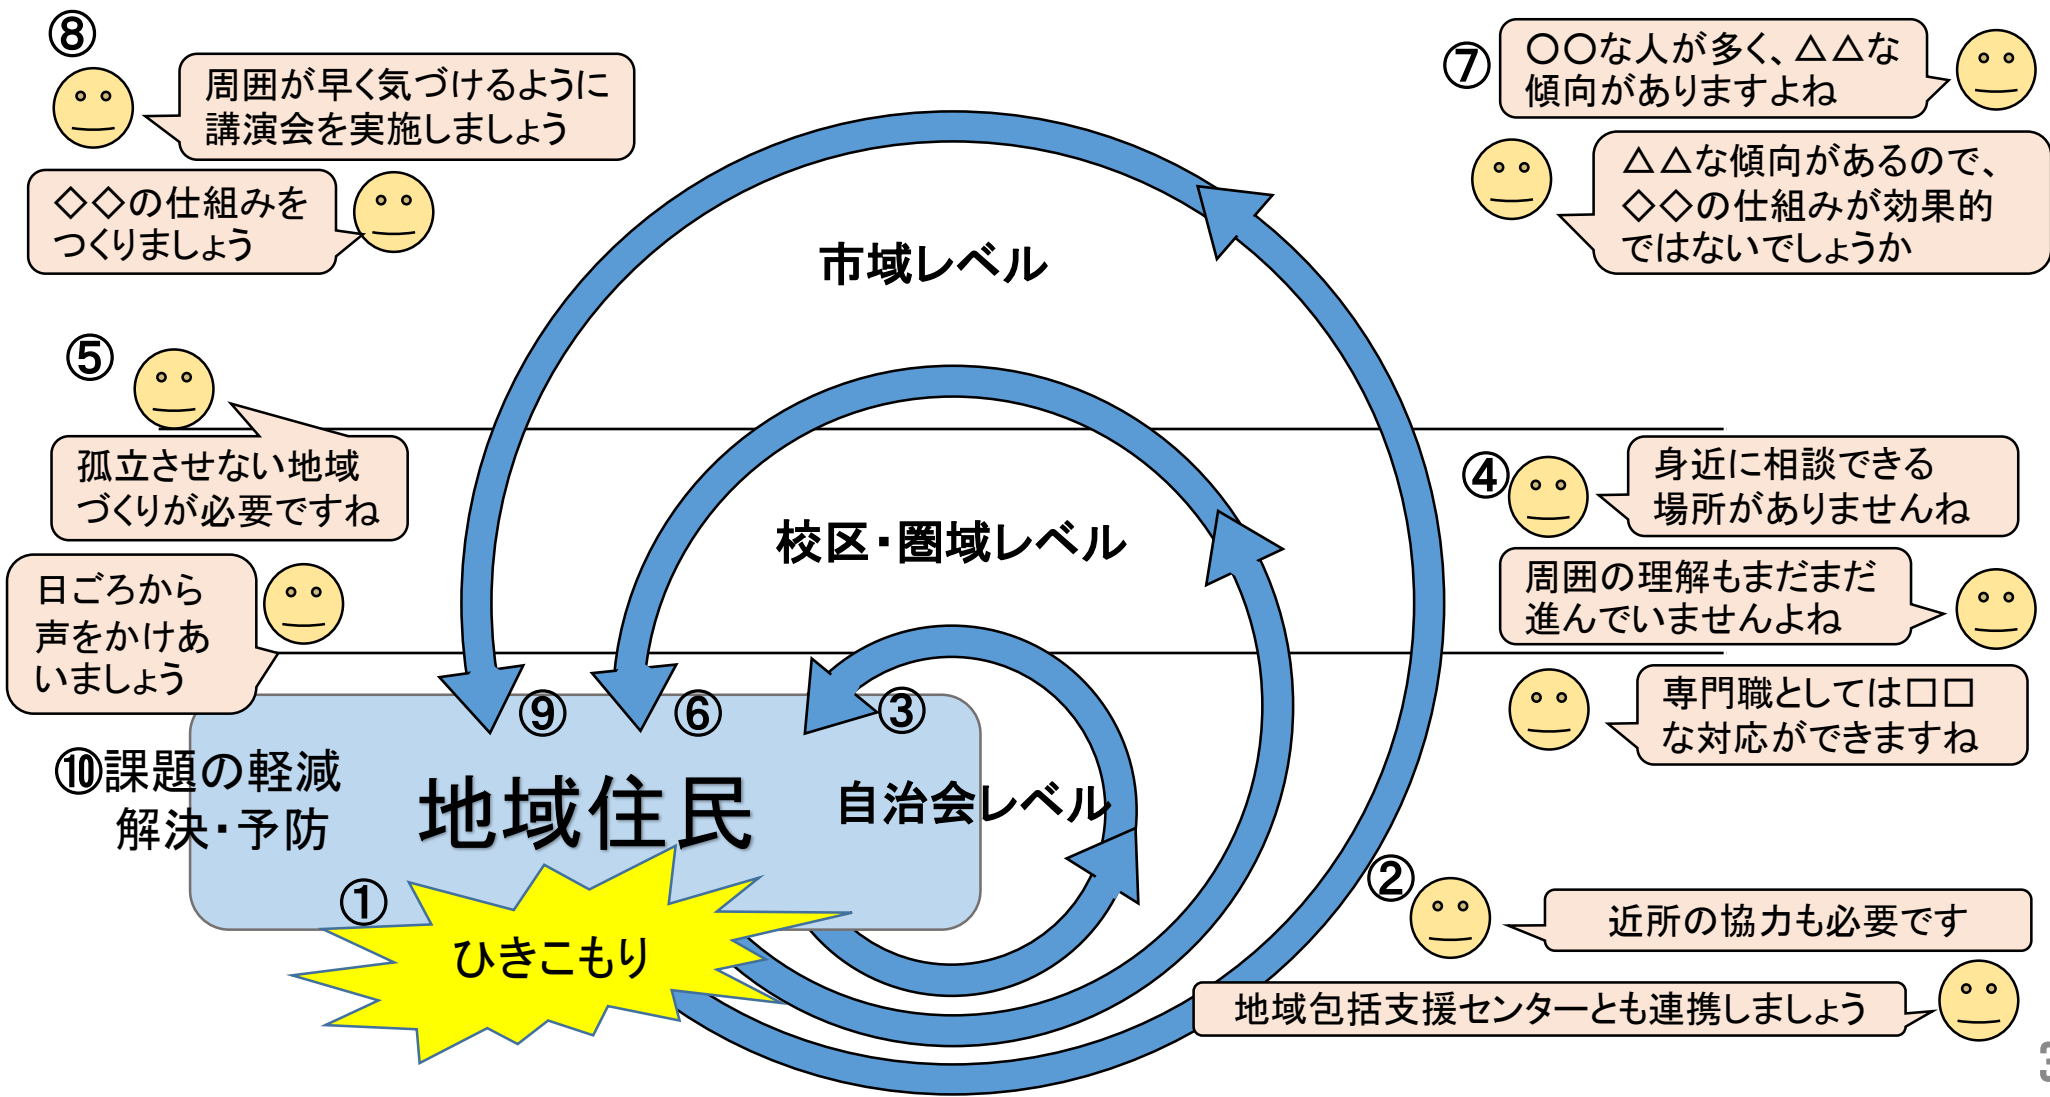 ⑧
周囲が早く気づけるように
講演会を実施しましょう
◇◇の仕組みを
つくりましょう
⑦
〇〇な人が多く、△△な
傾向がありますよね
△△な傾向があるので、
◇◇の仕組みが効果的
ではないでしょうか
市域レベル
⑤
孤立させない地域
づくりが必要ですね
日ごろから
声をかけあ
いましょう
校区・圏域レベル
④
身近に相談できる
場所がありませんね
周囲の理解もまだまだ
進んでいませんよね
専門職としては□□
な対応ができますね
⑨
⑥
③
⑩課題の軽減
解決・予防
地域住民
自治会レベル
①
ひきこもり
②
近所の協力も必要です
地域包括支援センターとも連携しましょう